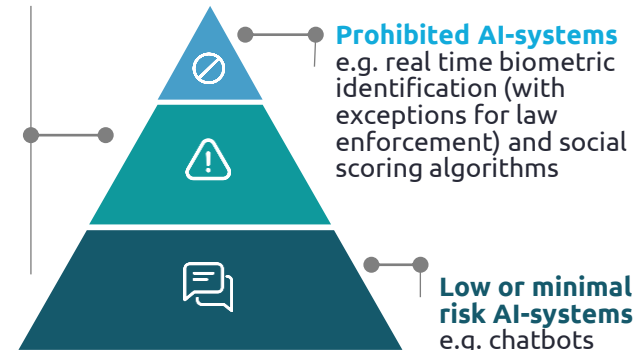 Prohibited AI-systems
e.g. real time biometric
identification (with
exceptions for law
enforcement) and social
scoring algorithms
Low or minimal
risk AI-systems
e.g. chatbots